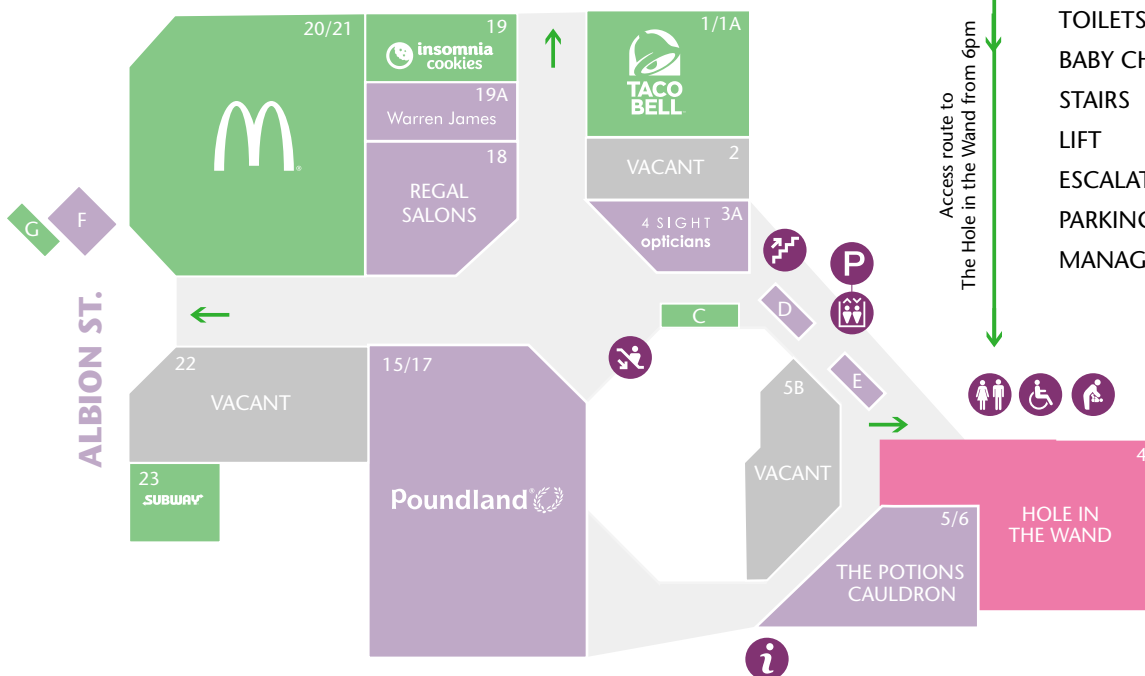 20/21
19
insomnia
cookies
19A
Warren James
18
REGAL
SALONS
1/1A
TACO
BELL
2
VACANT
3A
4 SIGHT
opticians
G
F
ALBION ST.
C
D
E
P
22
VACANT
23
SUBWAY
15/17
Poundland
5B
VACANT
4
HOLE IN
THE WAND
5/6
THE POTIONS
CAULDRON
i
Access route to
The Hole in the Wand from 6pm
TOILETS
BABY CH
STAIRS
LIFT
ESCALAT
PARKING
MANAG